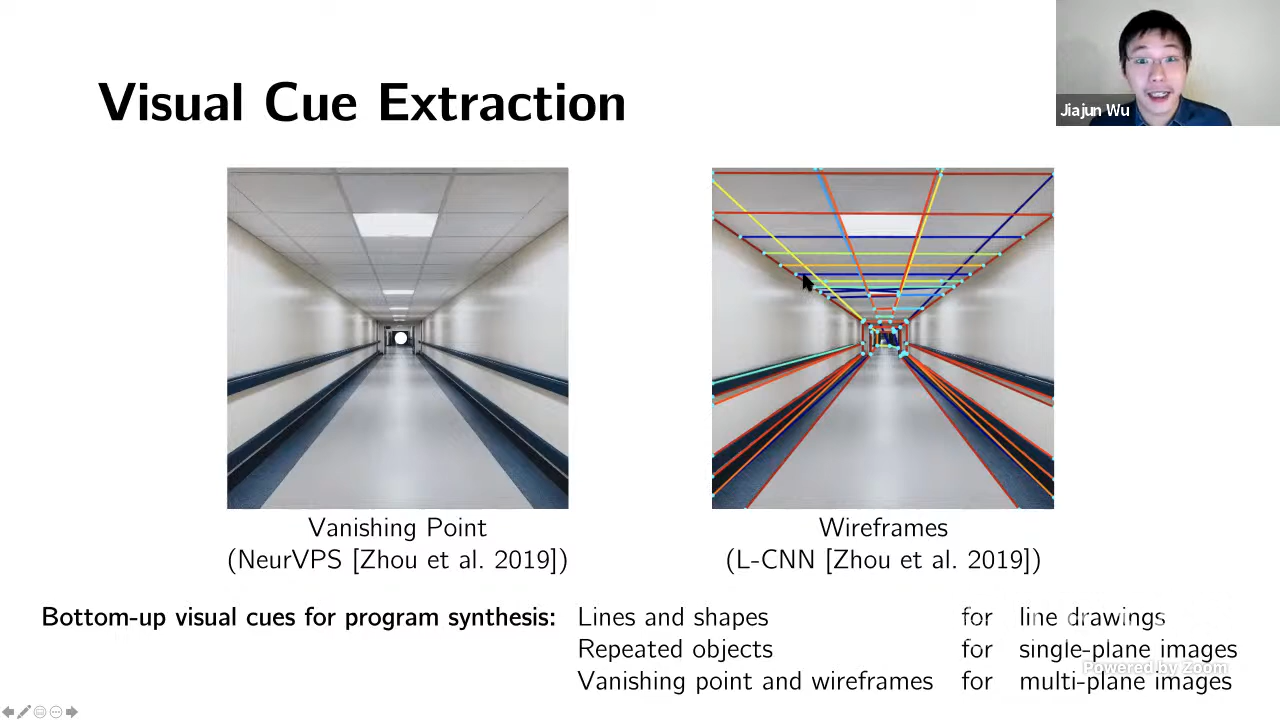 Visual Cue Extraction
Jiajun Wu
Vanishing Point
(NeurVPS [Zhou et al. 2019])
Wireframes
(L-CNN [Zhou et al. 2019])
Bottom-up visual cues for program synthesis: Lines and shapes for line drawings
Repeated objects for single-plane images
Vanishing point and wireframes for multi-plane images
Powered by Zoom